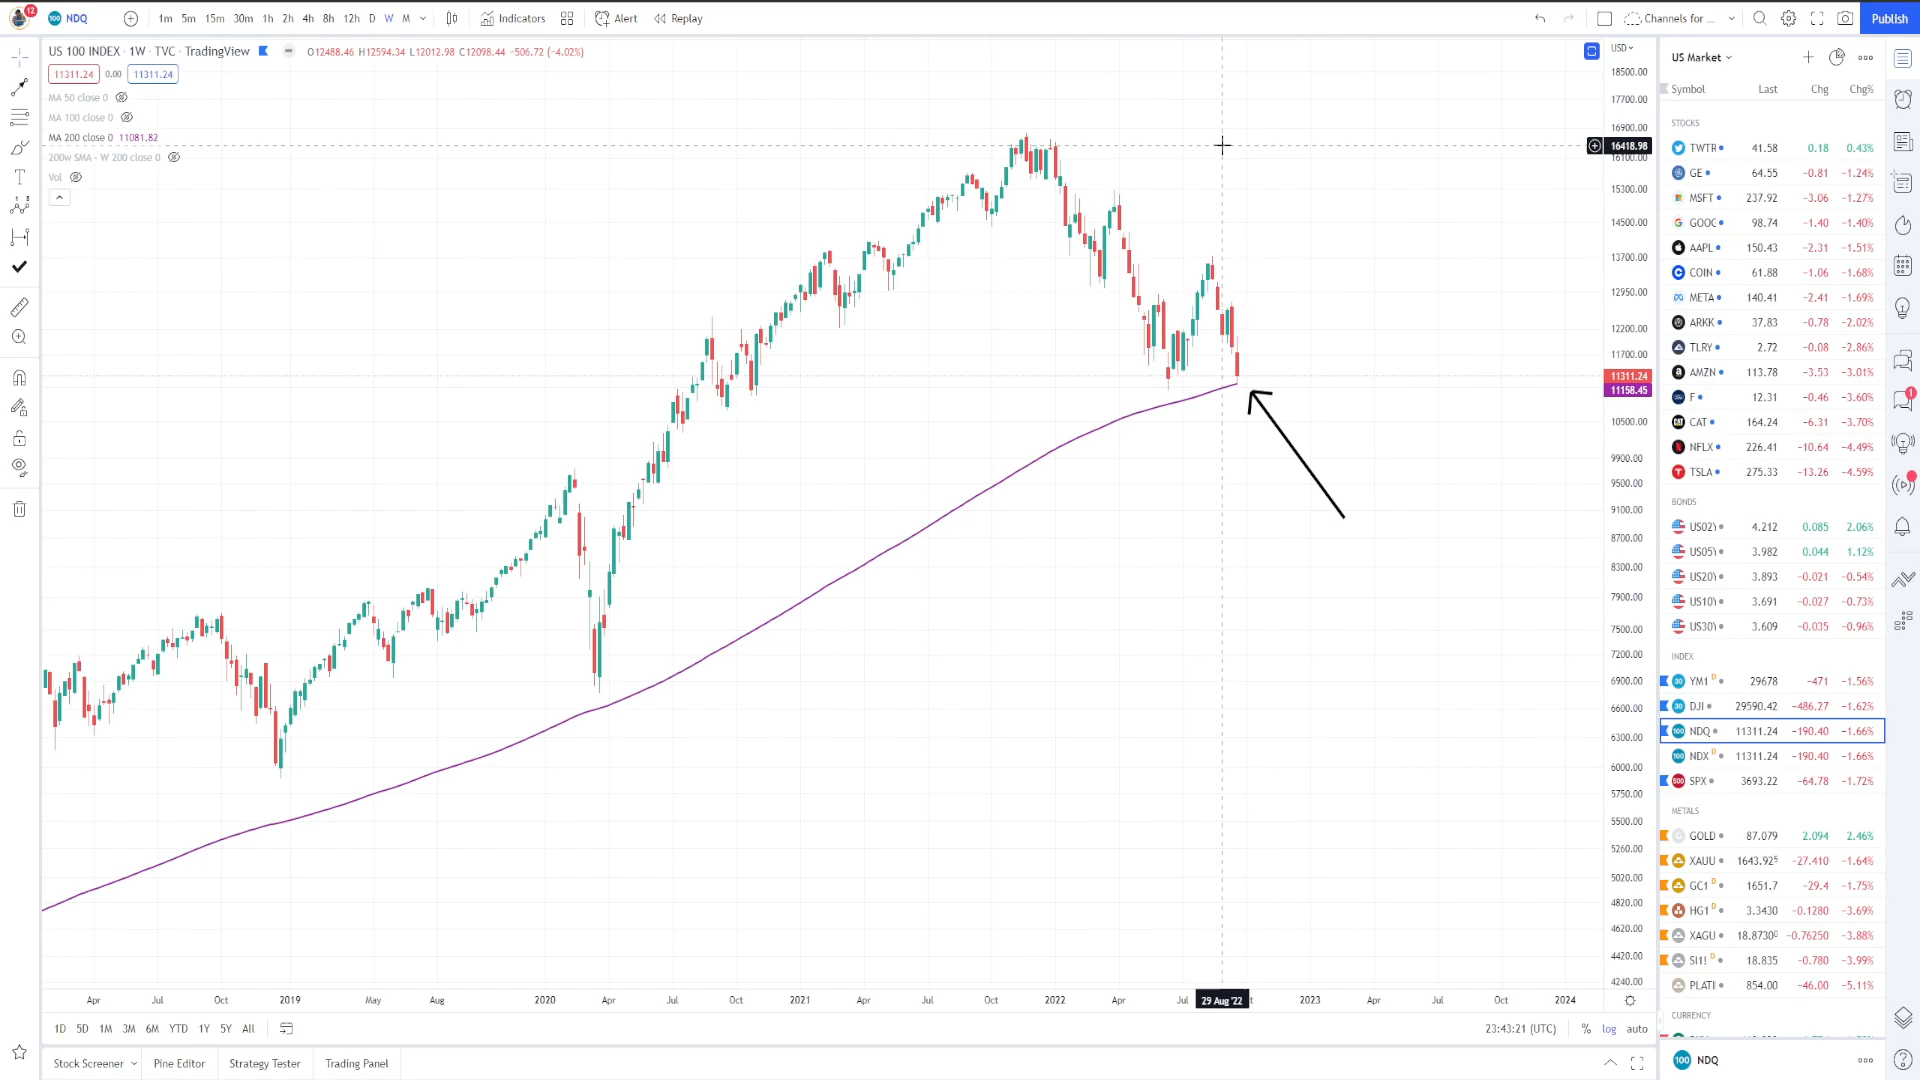 12
100 NDQ
1m 5m 15m 30m 1h 2h 4h 8h 12h D W M
Indicators
Alert
Replay
Channels for ...
Publish
US 100 INDEX · 1W · TVC · TradingView
O12488.46 H12594.34 L12012.98 C12098.44 −506.72 (−4.02%)
11311.24 0.00 11311.24
MA 50 close 0
MA 100 close 0
MA 200 close 0 11081.82
200w SMA - W 200 close 0
Vol
USD
18500.00
17700.00
16900.00
16418.98
16100.00
15300.00
14500.00
13700.00
12950.00
12200.00
11700.00
11311.24
11158.45
10500.00
9900.00
9500.00
9100.00
8700.00
8300.00
7900.00
7500.00
7200.00
6900.00
6600.00
6300.00
6000.00
5750.00
5500.00
5260.00
5020.00
4820.00
4620.00
4420.00
4240.00
Apr Jul Oct 2019 May Aug 2020 Apr Jul Oct 2021 Apr Jul Oct 2022 Apr Jul 29 Aug '22 2023 Apr Jul Oct 2024
1D 5D 1M 3M 6M YTD 1Y 5Y All
23:43:21 (UTC) % log auto
Stock Screener Pine Editor Strategy Tester Trading Panel
US Market
Symbol Last Chg Chg%
STOCKS
TWTR 41.58 0.18 0.43%
GE 64.55 −0.81 −1.24%
MSFT 237.92 −3.06 −1.27%
GOOC 98.74 −1.40 −1.40%
AAPL 150.43 −2.31 −1.51%
COIN 61.88 −1.06 −1.68%
META 140.41 −2.41 −1.69%
ARKK 37.83 −0.78 −2.02%
TLRY 2.72 −0.08 −2.86%
AMZN 113.78 −3.53 −3.01%
F 12.31 −0.46 −3.60%
CAT 164.24 −6.31 −3.70%
NFLX 226.41 −10.64 −4.49%
TSLA 275.33 −13.26 −4.59%
BONDS
US02Y 4.212 0.085 2.06%
US05Y 3.982 0.044 1.12%
US20Y 3.893 −0.021 −0.54%
US10Y 3.691 −0.027 −0.73%
US30Y 3.609 −0.035 −0.96%
INDEX
30 YM1 D 29678 −471 −1.56%
30 DJI 29590.42 −486.27 −1.62%
100 NDQ 11311.24 −190.40 −1.66%
100 NDX D 11311.24 −190.40 −1.66%
500 SPX 3693.22 −64.78 −1.72%
METALS
GOLD 87.079 2.094 2.46%
XAUU 1643.925 −27.410 −1.64%
GC1 D 1651.7 −29.4 −1.75%
HG1 D 3.3430 −0.1280 −3.69%
XAGU 18.8730 −0.76250 −3.88%
SI1! D 18.835 −0.780 −3.99%
PLATI 854.00 −46.00 −5.11%
CURRENCY
100 NDQ
1